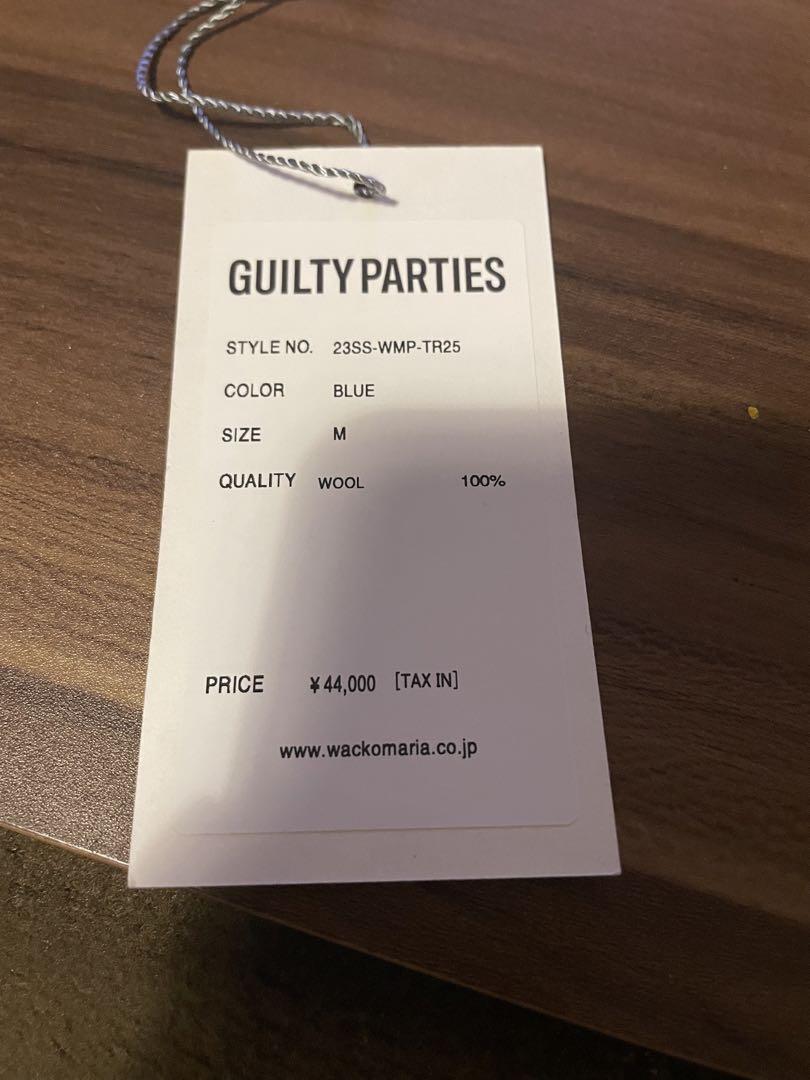 GUILTY PARTIES
STYLE NO. 23SS-WMP-TR25
COLOR BLUE
SIZE M
QUALITY WOOL 100%
PRICE ¥44,000 [TAX IN]
www.wackomaria.co.jp